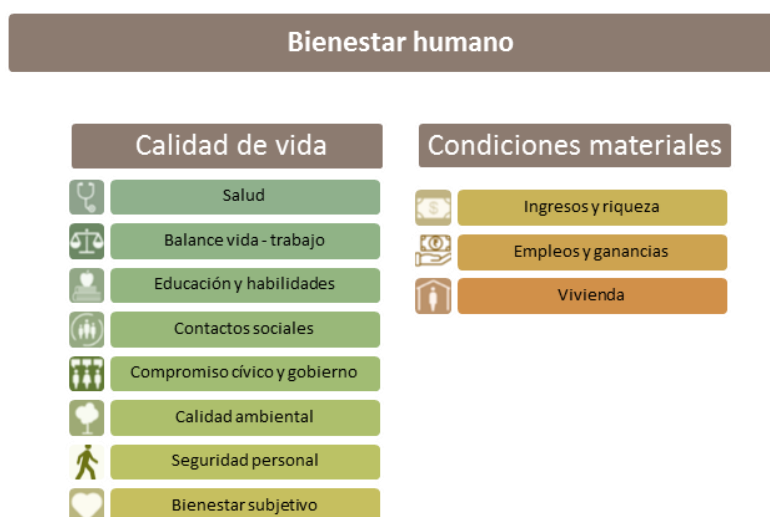 Bienestar humano
Calidad de vida
Salud
Balance vida - trabajo
Educación y habilidades
Contactos sociales
Compromiso cívico y gobierno
Calidad ambiental
Seguridad personal
Bienestar subjetivo
Condiciones materiales
$
Ingresos y riqueza
Empleos y ganancias
Vivienda